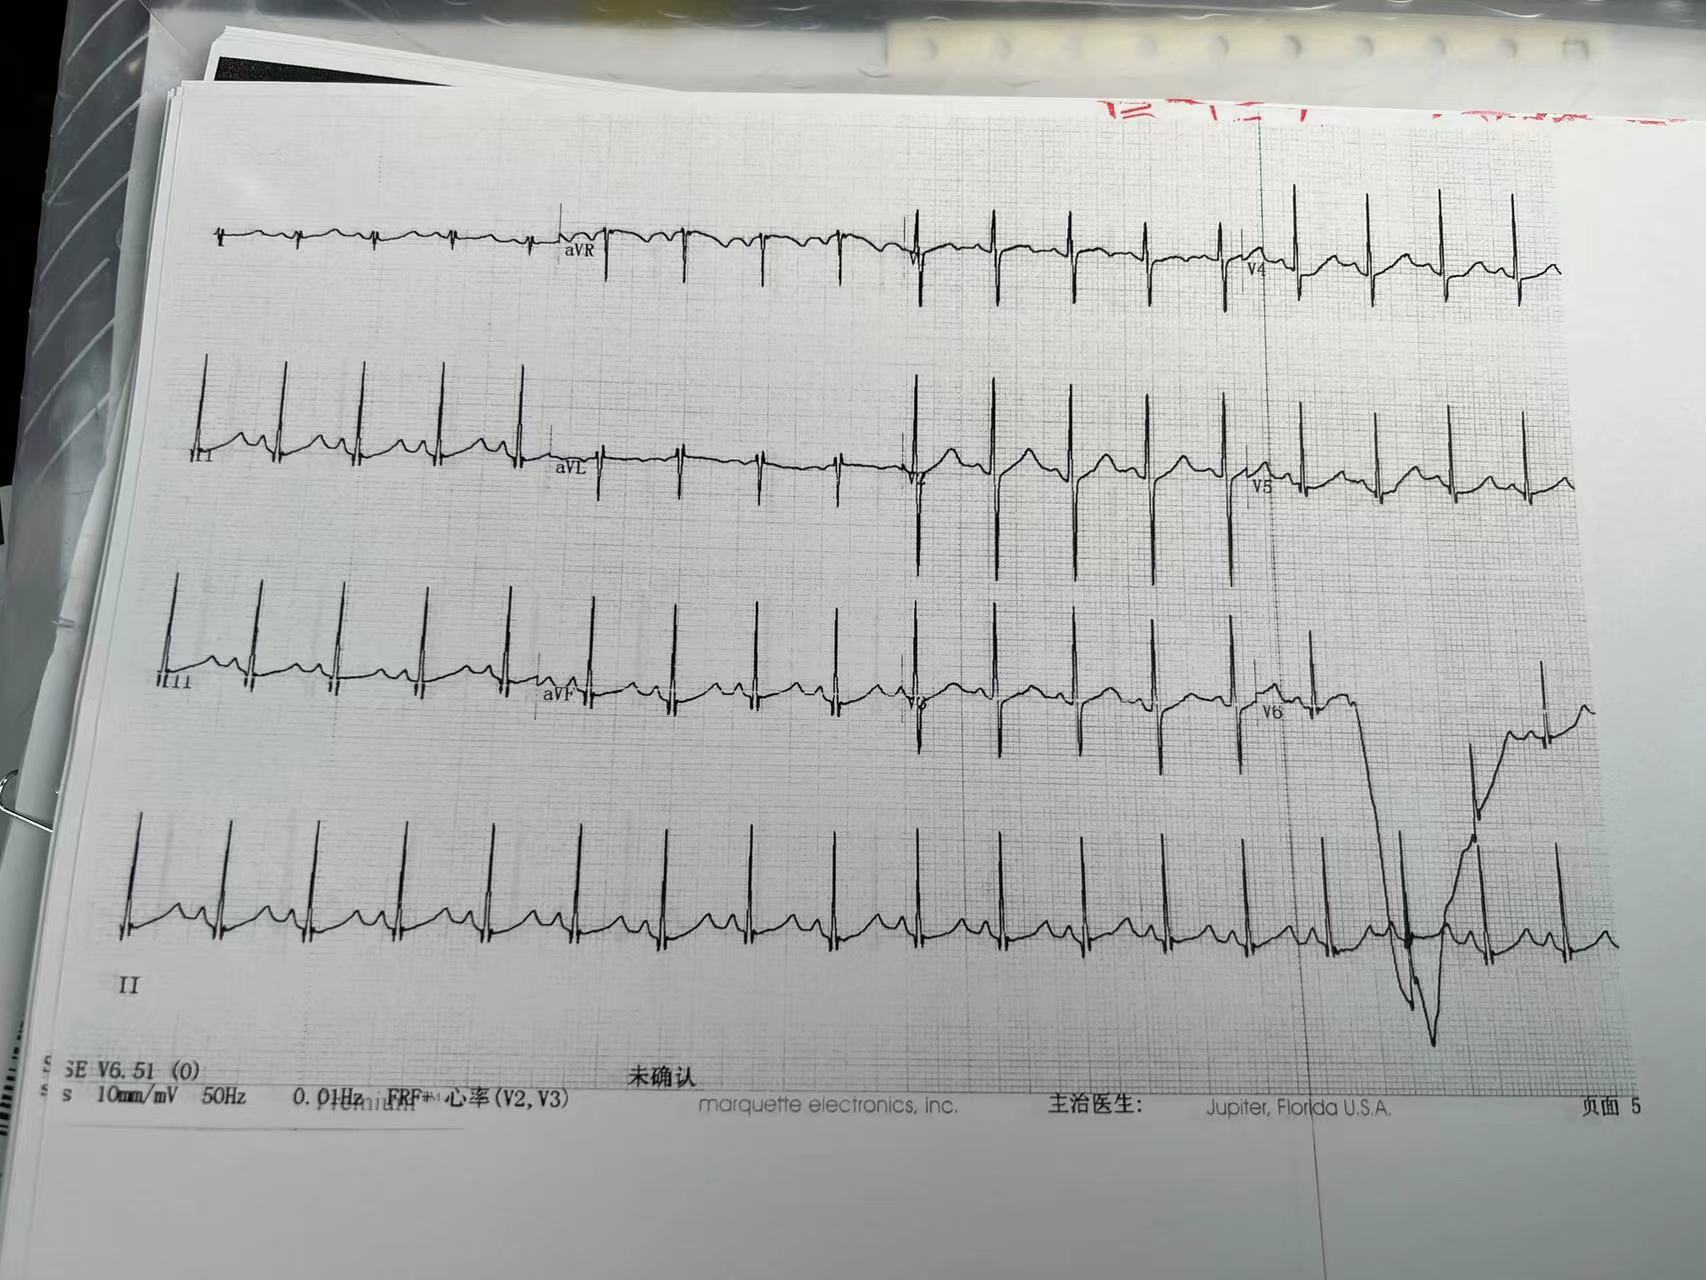 aVR
V4
II
aVL
V5
III
aVF
V6
II
SE V6.51 (0)
未确认
s 10mm/mV 50Hz 0.01Hz FRF+ 心率(V2,V3)
Premium™
marquette electronics, inc.
主治医生:
Jupiter, Florida U.S.A.
页面 5